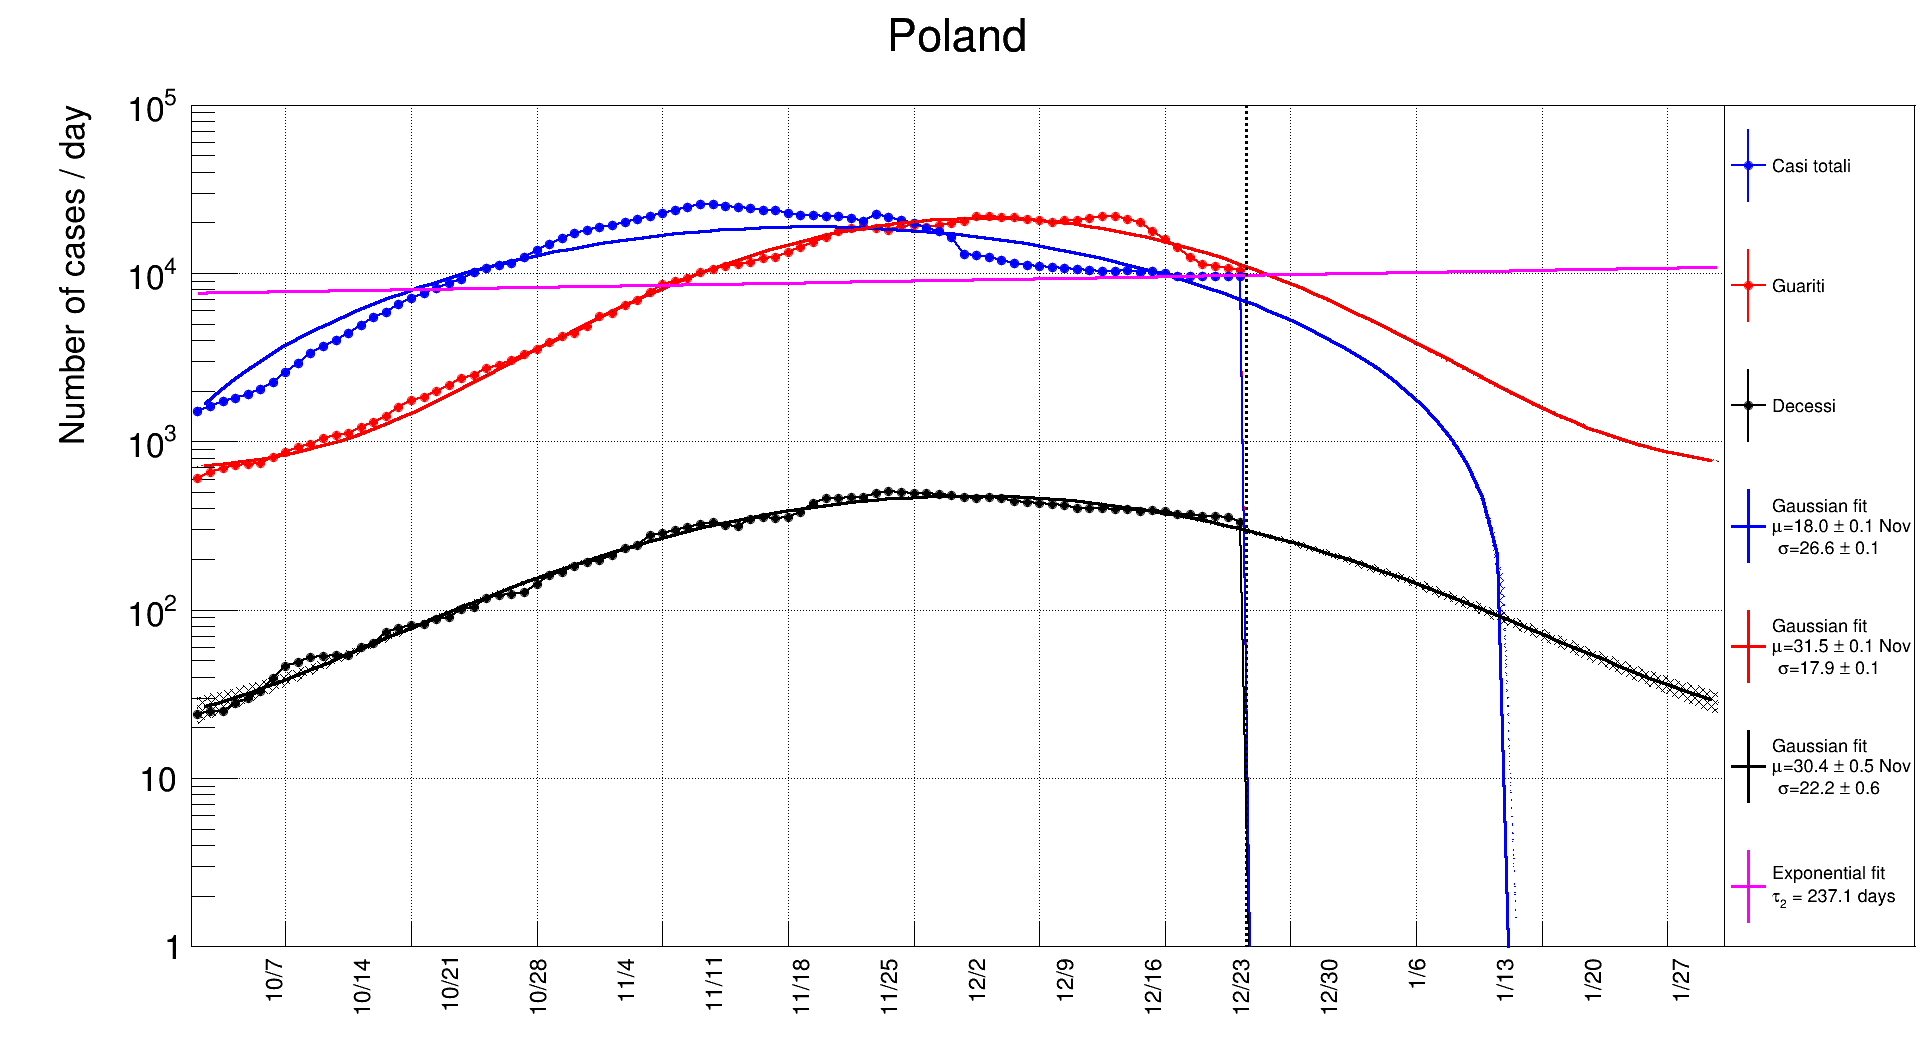 Poland
Number of cases / day
10^5
10^4
10^3
10^2
10
1
10/7 10/14 10/21 10/28 11/4 11/11 11/18 11/25 12/2 12/9 12/16 12/23 12/30 1/6 1/13 1/20 1/27
Casi totali
Guariti
Decessi
Gaussian fit
μ=18.0 ± 0.1 Nov
σ=26.6 ± 0.1
Gaussian fit
μ=31.5 ± 0.1 Nov
σ=17.9 ± 0.1
Gaussian fit
μ=30.4 ± 0.5 Nov
σ=22.2 ± 0.6
Exponential fit
τ₂ = 237.1 days